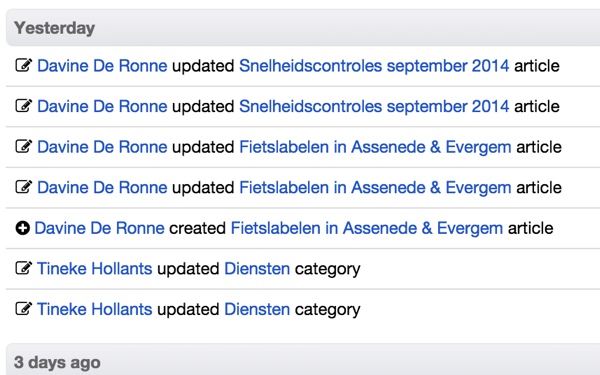 Yesterday
Davine De Ronne updated Snelheidscontroles september 2014 article
Davine De Ronne updated Snelheidscontroles september 2014 article
Davine De Ronne updated Fietslabelen in Assenede & Evergem article
Davine De Ronne updated Fietslabelen in Assenede & Evergem article
Davine De Ronne created Fietslabelen in Assenede & Evergem article
Tineke Hollants updated Diensten category
Tineke Hollants updated Diensten category
3 days ago